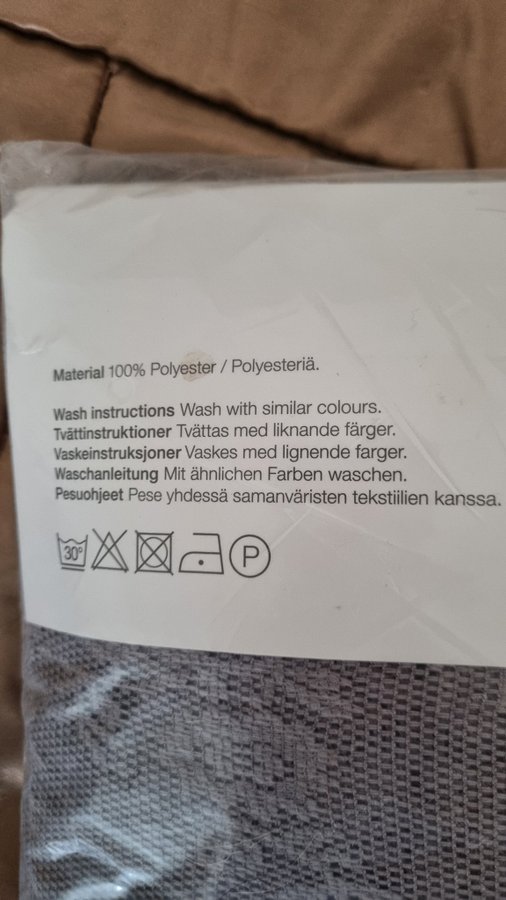 Material 100% Polyester / Polyesteriä.
Wash instructions Wash with similar colours.
Tvättinstruktioner Tvättas med liknande färger.
Vaskeinstruksjoner Vaskes med lignende farger.
Waschanleitung Mit ähnlichen Farben waschen.
Pesuohjeet Pese yhdessä samanväristen tekstiilien kanssa.
30° P